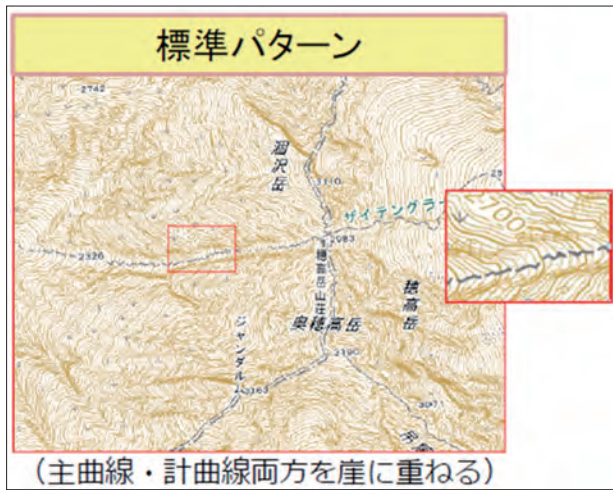 標準パターン
2742
涸沢岳
3110
ザイテングラ
2700
2326
2983
穂高岳山荘
穂高岳
奥穂高岳
ジャンダルム
3190
3163
3071
(主曲線・計曲線両方を崖に重ねる)